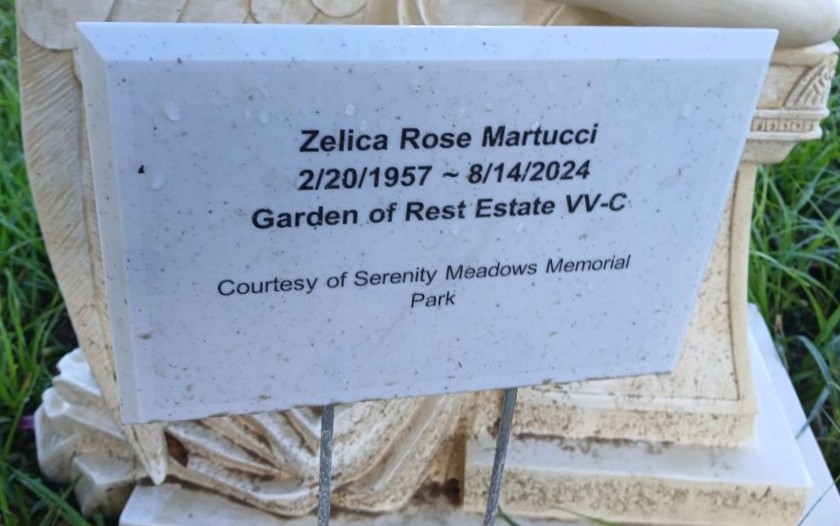 Zelica Rose Martucci
2/20/1957 ~ 8/14/2024
Garden of Rest Estate VV-C
Courtesy of Serenity Meadows Memorial
Park